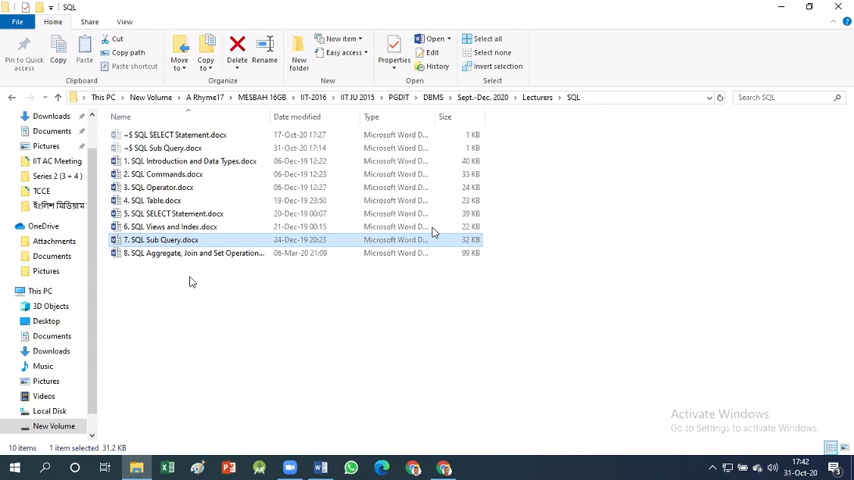 SQL
File Home Share View
Pin to Quick access
Copy
Paste
Cut
Copy path
Paste shortcut
Clipboard
Move to
Copy to
Delete
Rename
Organize
New folder
New item
Easy access
New
Properties
Open
Edit
History
Open
Select all
Select none
Invert selection
Select
This PC New Volume A Rhyme17 MESBAH 16GB IIT-2016 IIT JU 2015 PGDIT DBMS Sept.-Dec. 2020 Lecturers SQL
Search SQL
Name Date modified Type Size
~$ SQL SELECT Statement.docx 17-Oct-20 17:27 Microsoft Word D... 1 KB
~$ SQL Sub Query.docx 31-Oct-20 17:14 Microsoft Word D... 1 KB
1. SQL Introduction and Data Types.docx 06-Dec-19 12:22 Microsoft Word D... 40 KB
2. SQL Commands.docx 06-Dec-19 12:23 Microsoft Word D... 33 KB
3. SQL Operator.docx 06-Dec-19 12:27 Microsoft Word D... 24 KB
4. SQL Table.docx 19-Dec-19 23:50 Microsoft Word D... 23 KB
5. SQL SELECT Statement.docx 20-Dec-19 00:07 Microsoft Word D... 39 KB
6. SQL Views and Index.docx 21-Dec-19 00:15 Microsoft Word D... 22 KB
7. SQL Sub Query.docx 24-Dec-19 20:23 Microsoft Word D... 32 KB
8. SQL Aggregate, Join and Set Operation... 06-Mar-20 21:09 Microsoft Word D... 99 KB
Downloads
Documents
Pictures
IIT AC Meeting
Series 2 (3 + 4)
TCCE
ইংলিশ মিডিয়াম
OneDrive
Attachments
Documents
Pictures
This PC
3D Objects
Desktop
Documents
Downloads
Music
Pictures
Videos
Local Disk
New Volume
Activate Windows
Go to Settings to activate Windows.
10 items 1 item selected 31.2 KB
17:42
31-Oct-20
3